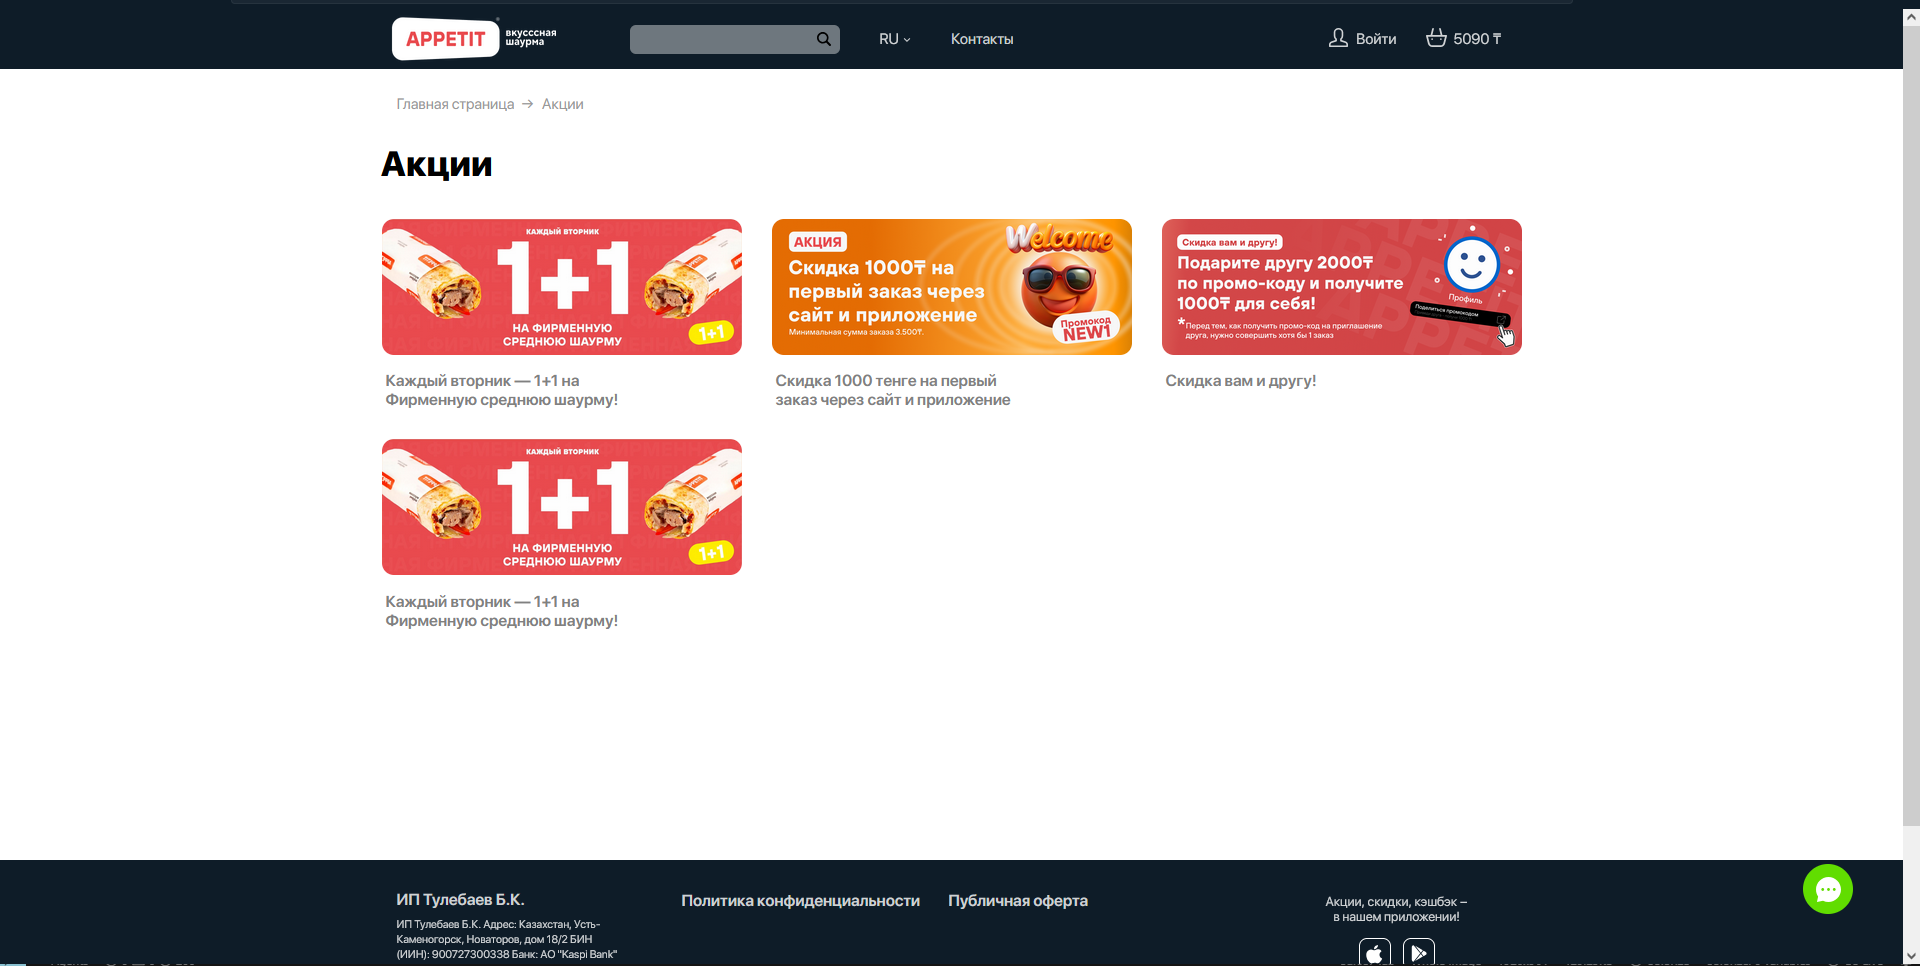 APPETIT
вкусссная
шаурма
RU
Контакты
Войти
5090 ₸
Главная страница → Акции
Акции
КАЖДЫЙ ВТОРНИК
1+1
НА ФИРМЕННУЮ
СРЕДНЮЮ ШАУРМУ
1+1
Каждый вторник — 1+1 на
Фирменную среднюю шаурму!
АКЦИЯ
Скидка 1000₸ на
первый заказ через
сайт и приложение
Минимальная сумма заказа 3.500₸.
Welcome
Промокод
NEW1
Скидка 1000 тенге на первый
заказ через сайт и приложение
Скидка вам и другу!
Подарите другу 2000₸
по промо-коду и получите
1000₸ для себя!
*Перед тем, как получить промо-код на приглашение
друга, нужно совершить хотя бы 1 заказ
Профиль
Поделиться промокодом
Скидка вам и другу!
КАЖДЫЙ ВТОРНИК
1+1
НА ФИРМЕННУЮ
СРЕДНЮЮ ШАУРМУ
1+1
Каждый вторник — 1+1 на
Фирменную среднюю шаурму!
ИП Тулебаев Б.К.
ИП Тулебаев Б.К. Адрес: Казахстан, Усть-
Каменогорск, Новаторов, дом 18/2 БИН
(ИИН): 900727300338 Банк: АО "Kaspi Bank"
Политика конфиденциальности
Публичная оферта
Акции, скидки, кэшбэк –
в нашем приложении!